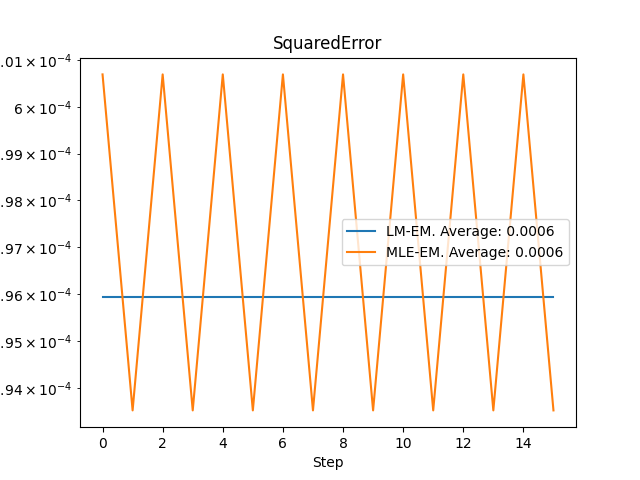 SquaredError
.01 × 10⁻⁴
6 × 10⁻⁴
.99 × 10⁻⁴
.98 × 10⁻⁴
.97 × 10⁻⁴
.96 × 10⁻⁴
.95 × 10⁻⁴
.94 × 10⁻⁴
LM-EM. Average: 0.0006
MLE-EM. Average: 0.0006
0 2 4 6 8 10 12 14
Step